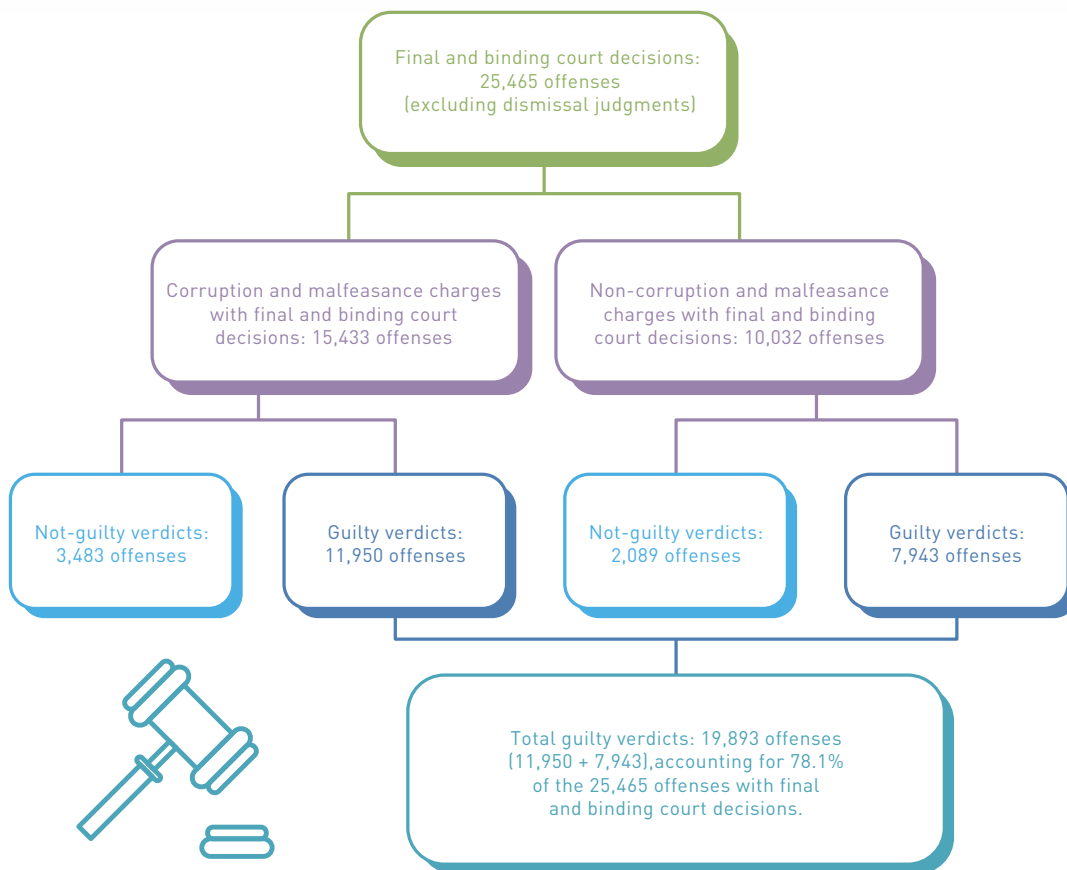 Final and binding court decisions:
25,465 offenses
(excluding dismissal judgments)
Corruption and malfeasance charges
with final and binding court
decisions: 15,433 offenses
Non-corruption and malfeasance
charges with final and binding
court decisions: 10,032 offenses
Not-guilty verdicts:
3,483 offenses
Guilty verdicts:
11,950 offenses
Not-guilty verdicts:
2,089 offenses
Guilty verdicts:
7,943 offenses
Total guilty verdicts: 19,893 offenses
(11,950 + 7,943),accounting for 78.1%
of the 25,465 offenses with final
and binding court decisions.